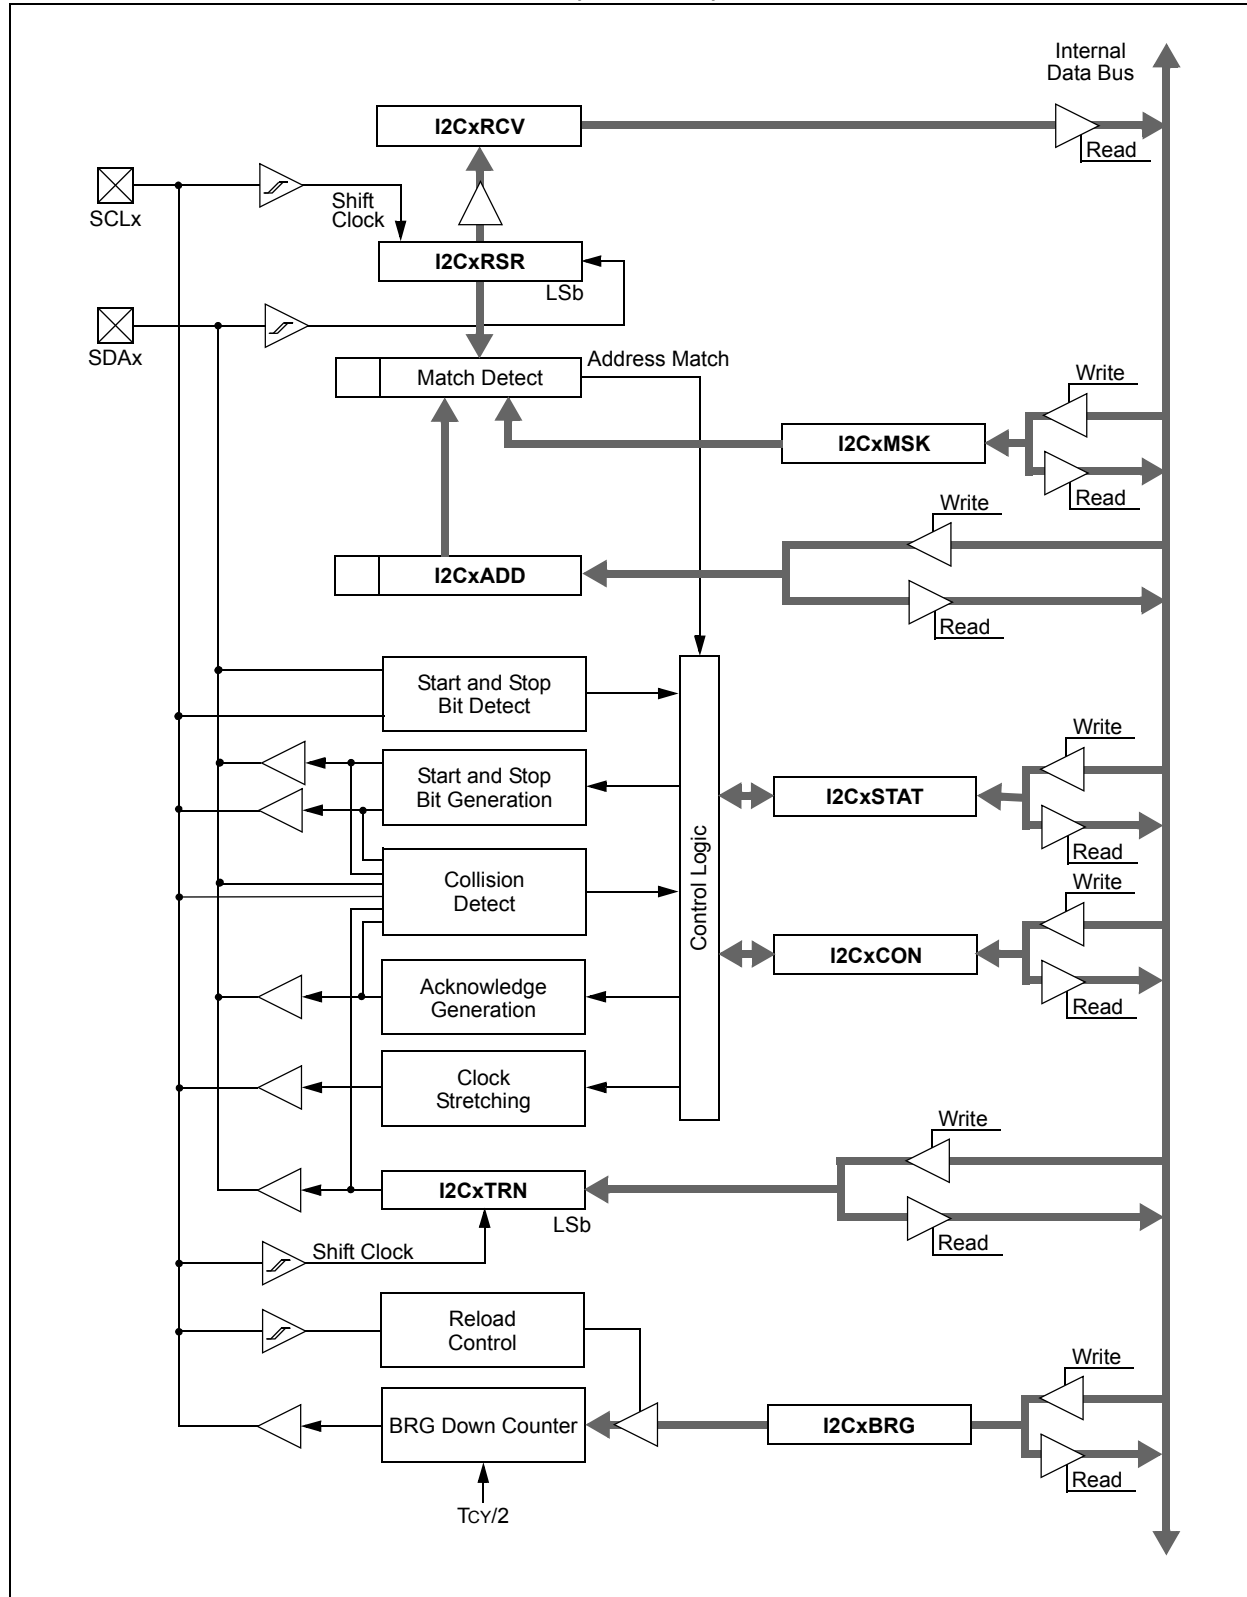 Internal
Data Bus
I2CxRCV
Read
SCLx
Shift
Clock
I2CxRSR
LSb
SDAx
Address Match
Match Detect
Write
I2CxMSK
Read
Write
I2CxADD
Read
Start and Stop
Bit Detect
Write
Start and Stop
Bit Generation
I2CxSTAT
Read
Control Logic
Collision
Detect
Write
I2CxCON
Read
Acknowledge
Generation
Clock
Stretching
Write
I2CxTRN
LSb
Read
Shift Clock
Reload
Control
Write
BRG Down Counter
I2CxBRG
Read
TCY/2